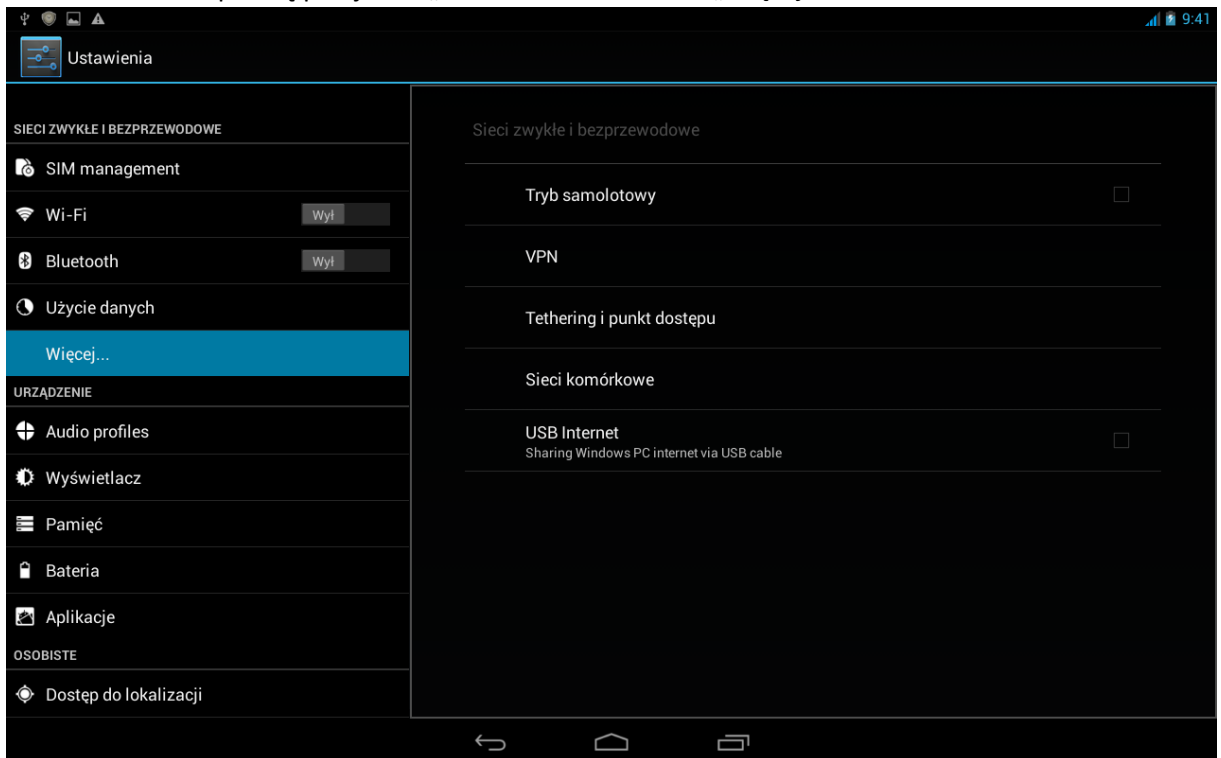 9:41
Ustawienia
SIECI ZWYKŁE I BEZPRZEWODOWE
SIM management
Wi-Fi Wył
Bluetooth Wył
Użycie danych
Więcej...
URZĄDZENIE
Audio profiles
Wyświetlacz
Pamięć
Bateria
Aplikacje
OSOBISTE
Dostęp do lokalizacji
Sieci zwykłe i bezprzewodowe
Tryb samolotowy
VPN
Tethering i punkt dostępu
Sieci komórkowe
USB Internet
Sharing Windows PC internet via USB cable